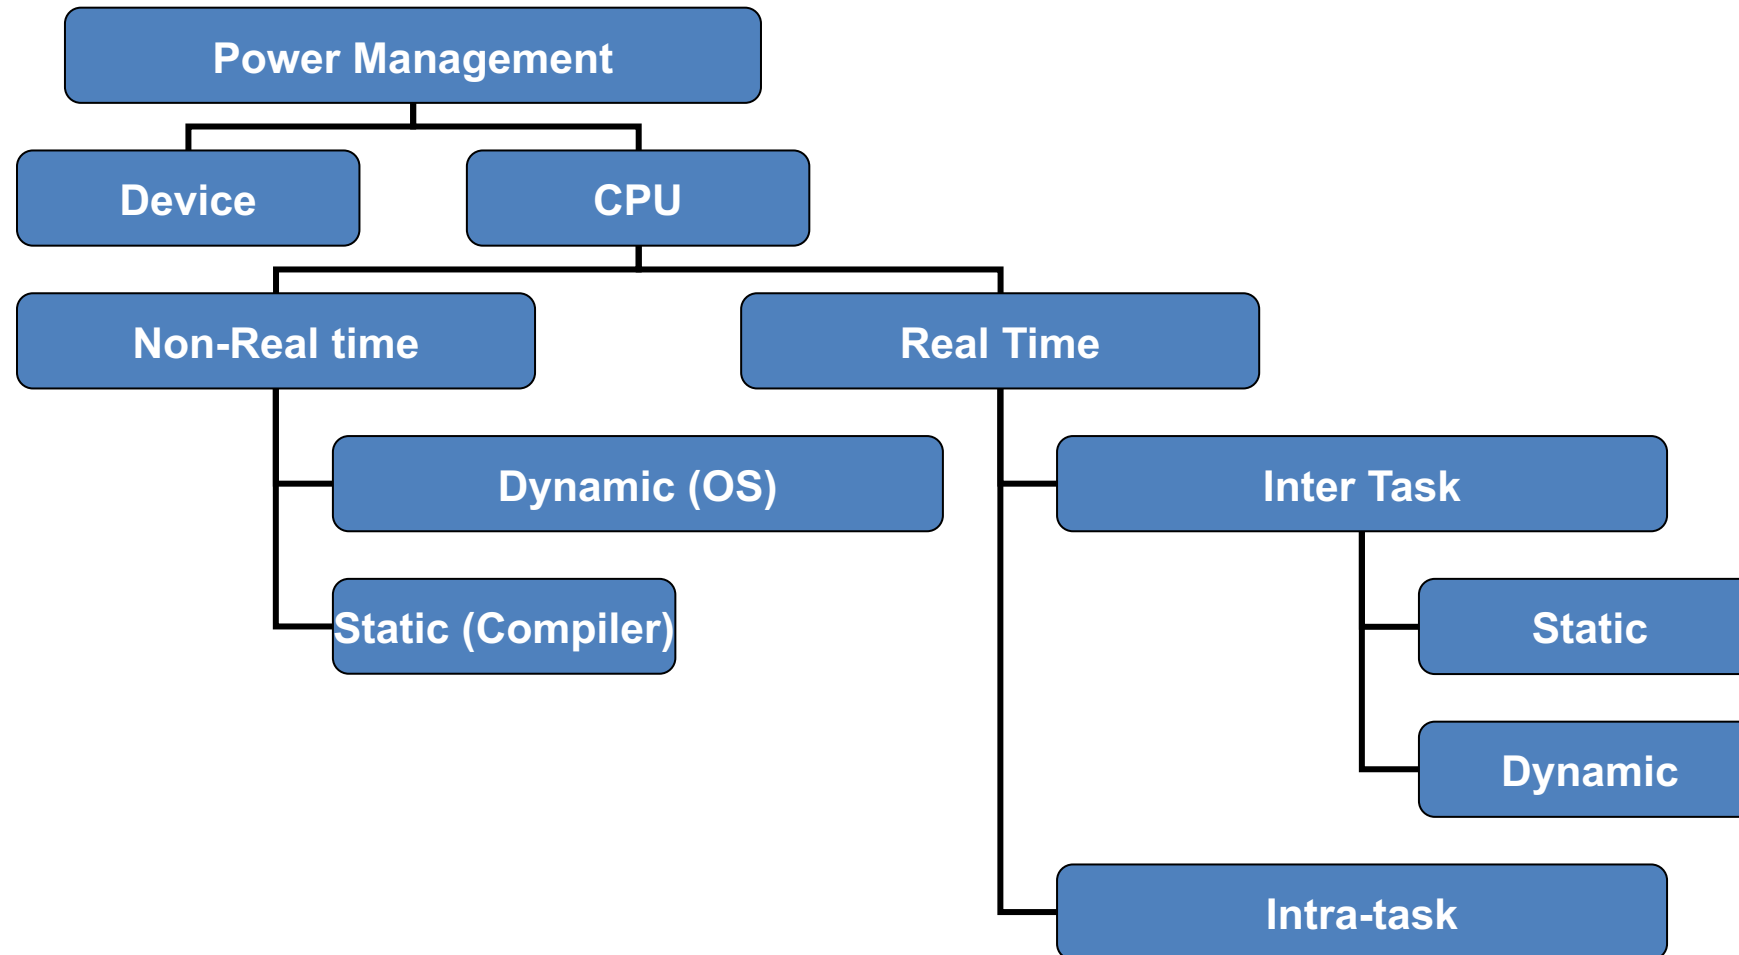 Power Management
Device
CPU
Non-Real time
Real Time
Dynamic (OS)
Inter Task
Static (Compiler)
Static
Dynamic
Intra-task